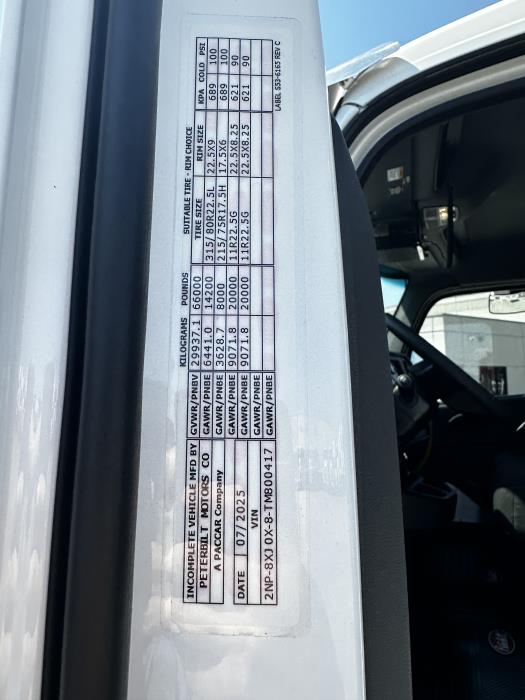 INCOMPLETE VEHICLE MFD BY
PETERBILT MOTORS CO
A PACCAR Company
DATE 07/2025
VIN
2NP-8XJ0X-8-TM800417
KILOGRAMS POUNDS SUITABLE TIRE - RIM CHOICE
TIRE SIZE RIM SIZE KPA COLD PSI
GVWR/PNBV 29937.1 66000
GAWR/PNBE 6441.0 14200 315/80R22.5L 22.5X9 689 100
GAWR/PNBE 3628.7 8000 215/75R17.5H 17.5X6 689 100
GAWR/PNBE 9071.8 20000 11R22.5G 22.5X8.25 621 90
GAWR/PNBE 9071.8 20000 11R22.5G 22.5X8.25 621 90
GAWR/PNBE
GAWR/PNBE
LABEL S53-6165 REV C